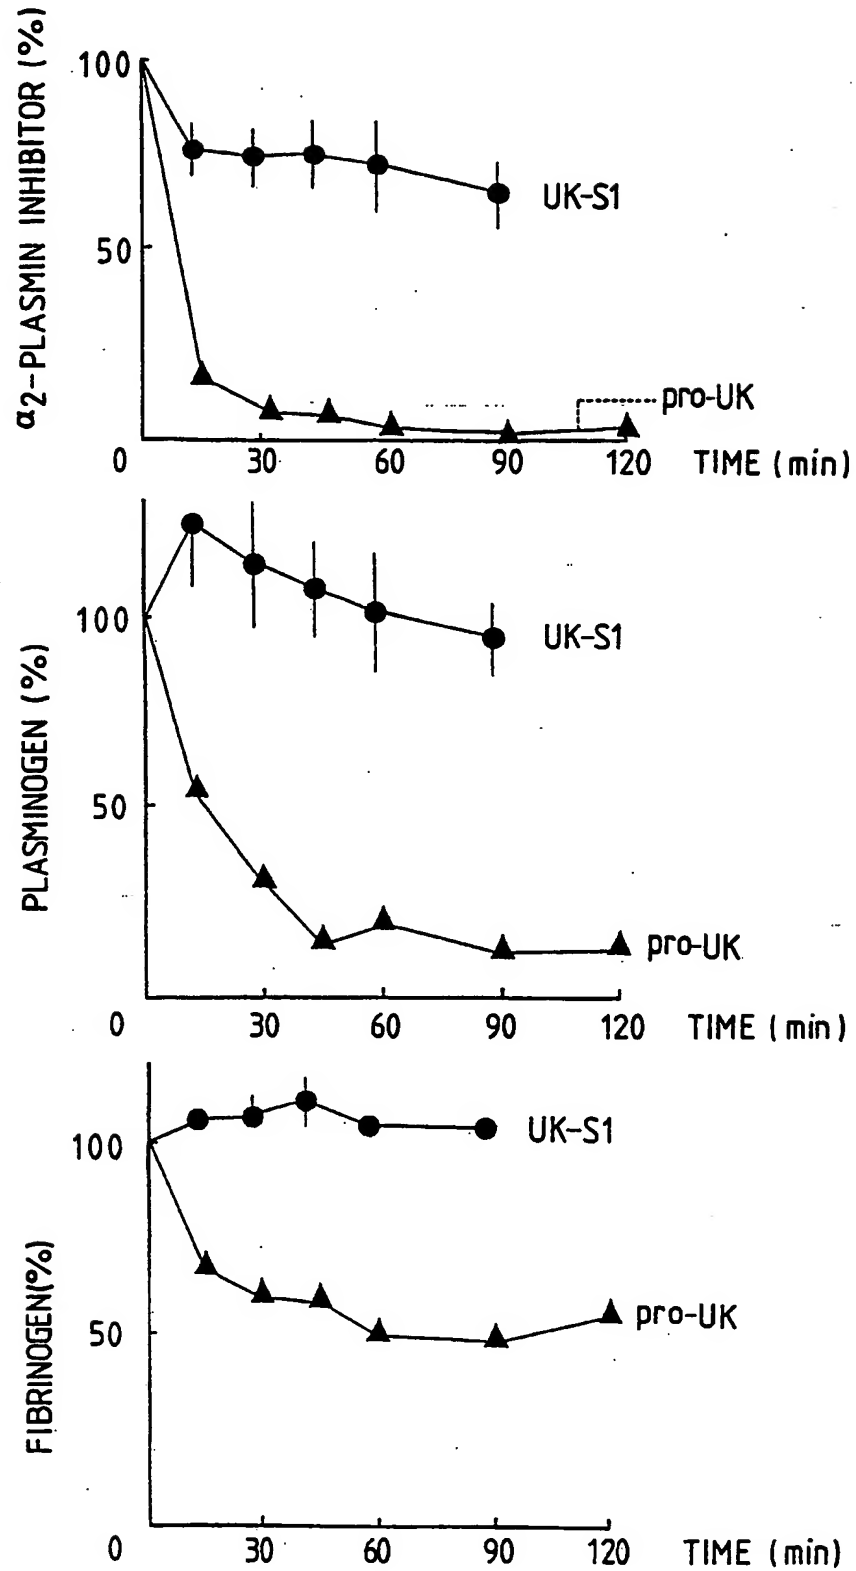 α2-PLASMIN INHIBITOR (%)
100
50
UK-S1
pro-UK
0 30 60 90 120 TIME (min)
PLASMINOGEN (%)
100
50
UK-S1
pro-UK
0 30 60 90 120 TIME (min)
FIBRINOGEN(%)
100
50
UK-S1
pro-UK
0 30 60 90 120 TIME (min)